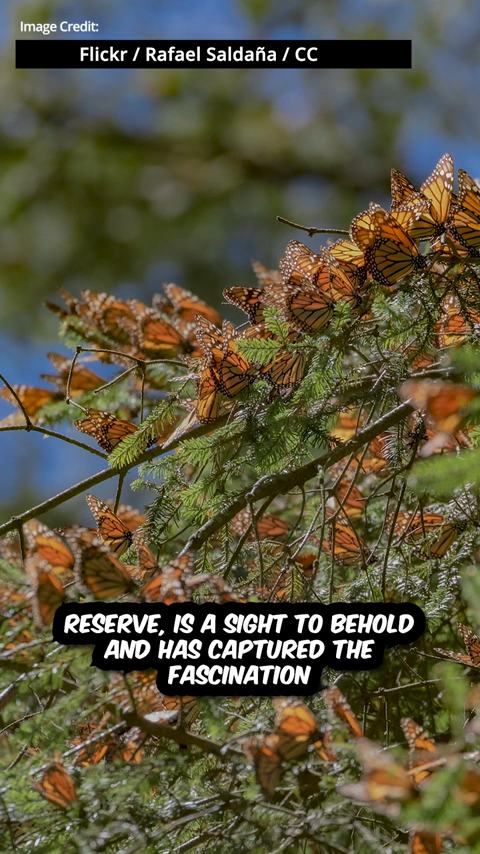 Image Credit:
Flickr / Rafael Saldaña / CC
RESERVE, IS A SIGHT TO BEHOLD
AND HAS CAPTURED THE
FASCINATION